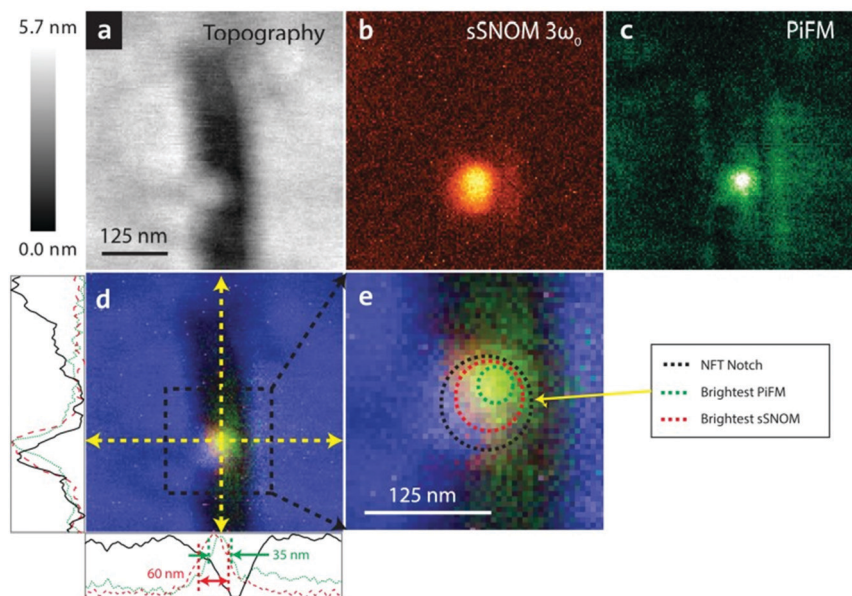 5.7 nm
a
Topography
b
sSNOM 3ω₀
c
PiFM
0.0 nm
125 nm
d
e
NFT Notch
Brightest PiFM
Brightest sSNOM
125 nm
35 nm
60 nm